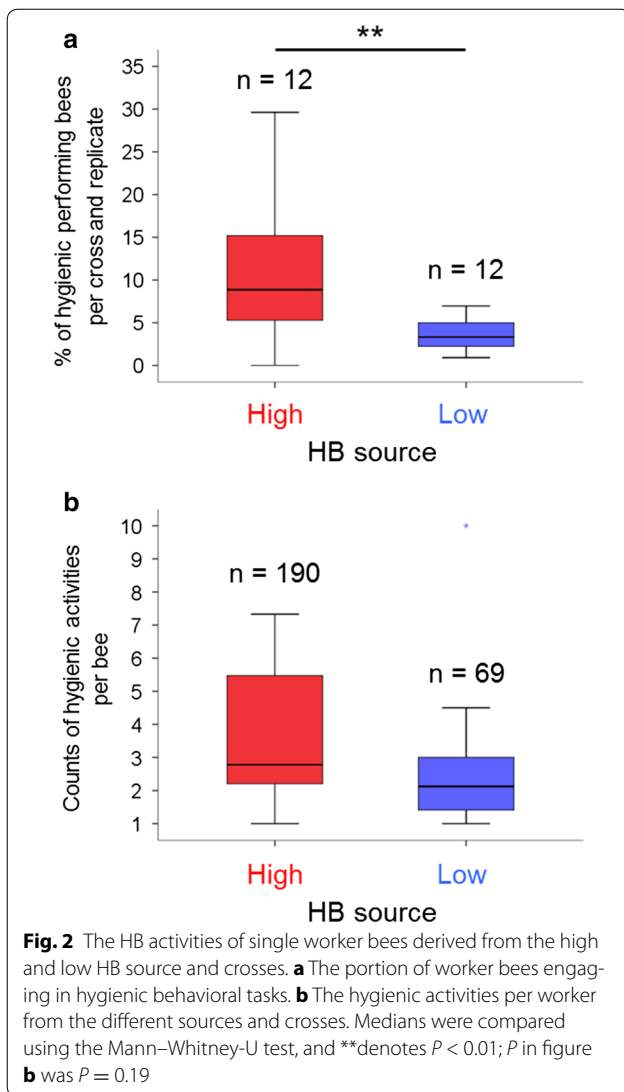 a
**
% of hygienic performing bees
per cross and replicate
35
30
25
20
15
10
5
0
n = 12
n = 12
High
Low
HB source
b
Counts of hygienic activities
per bee
10
9
8
7
6
5
4
3
2
1
*
n = 190
n = 69
High
Low
HB source
Fig. 2 The HB activities of single worker bees derived from the high
and low HB source and crosses. a The portion of worker bees engag-
ing in hygienic behavioral tasks. b The hygienic activities per worker
from the different sources and crosses. Medians were compared
using the Mann–Whitney-U test, and **denotes P < 0.01; P in figure
b was P = 0.19